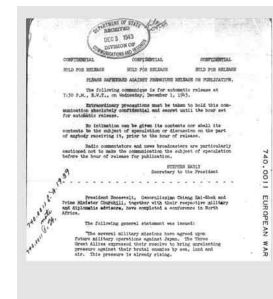 DEPARTMENT OF STATE
RECEIVED
DEC 3 1943
DIVISION OF
COMMUNICATIONS AND RECORDS
CONFIDENTIAL CONFIDENTIAL CONFIDENTIAL
HOLD FOR RELEASE HOLD FOR RELEASE HOLD FOR RELEASE
PLEASE SAFEGUARD AGAINST PREMATURE RELEASE OR PUBLICATION.
The following communique is for automatic release at
7:30 P.M., E.W.T., on Wednesday, December 1, 1943.
Extraordinary precautions must be taken to hold this com-
munication absolutely confidential and secret until the hour set
for automatic release.
No intimation can be given its contents nor shall its
contents be the subject of speculation or discussion on the part
of anybody receiving it, prior to the hour of release.
Radio commentators and news broadcasters are particularly
cautioned not to make the communication the subject of speculation
before the hour of release for publication.
STEPHEN EARLY
Secretary to the President
President Roosevelt, Generalissimo Chiang Kai-Shek and
Prime Minister Churchill, together with their respective military
and diplomatic advisors, have completed a conference in North
Africa.
The following general statement was issued:
"The several military missions have agreed upon
future military operations against Japan. The Three
Great Allies expressed their resolve to bring unrelenting
pressure against their brutal enemies by sea, land and
air. This pressure is already rising.
740.0011 EUROPEAN WAR